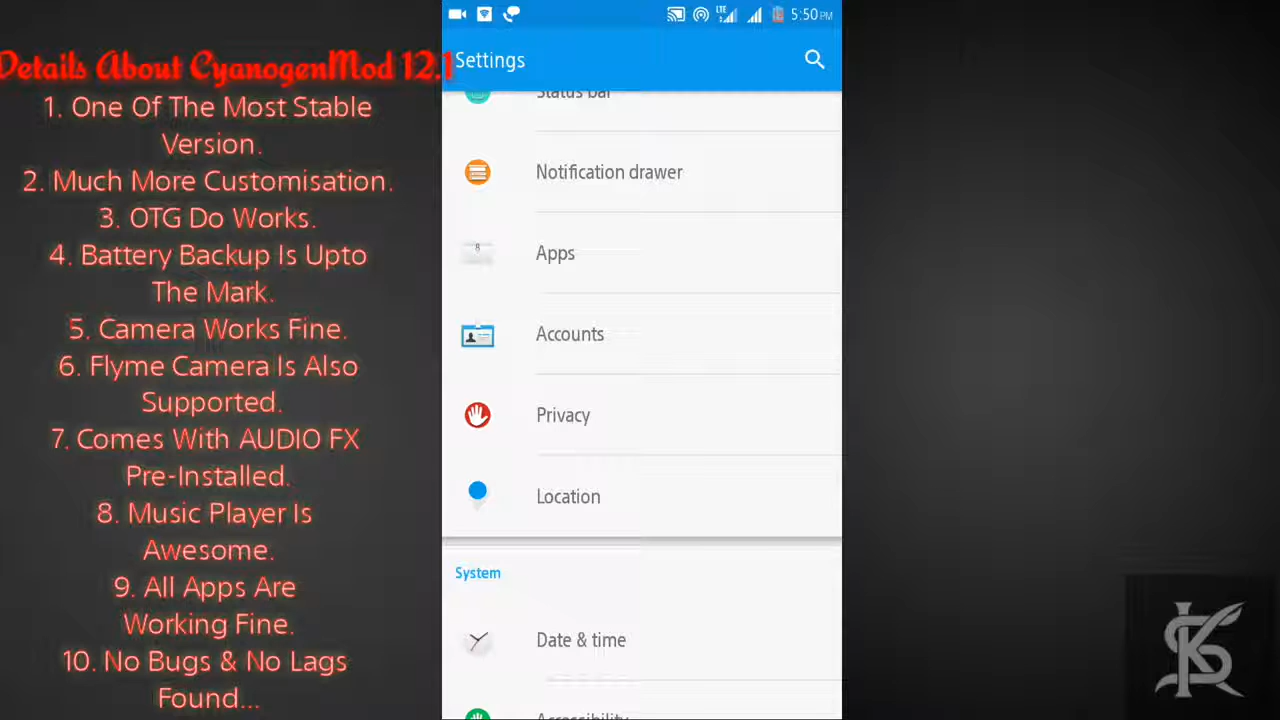 Details About CyanogenMod 12.1
1. One Of The Most Stable
Version.
2. Much More Customisation.
3. OTG Do Works.
4. Battery Backup Is Upto
The Mark.
5. Camera Works Fine.
6. Flyme Camera Is Also
Supported.
7. Comes With AUDIO FX
Pre-Installed.
8. Music Player Is
Awesome.
9. All Apps Are
Working Fine.
10. No Bugs & No Lags
Found...
LTE
5:50 PM
Settings
Status bar
Notification drawer
8
Apps
Accounts
Privacy
Location
System
Date & time
Accessibility
KS